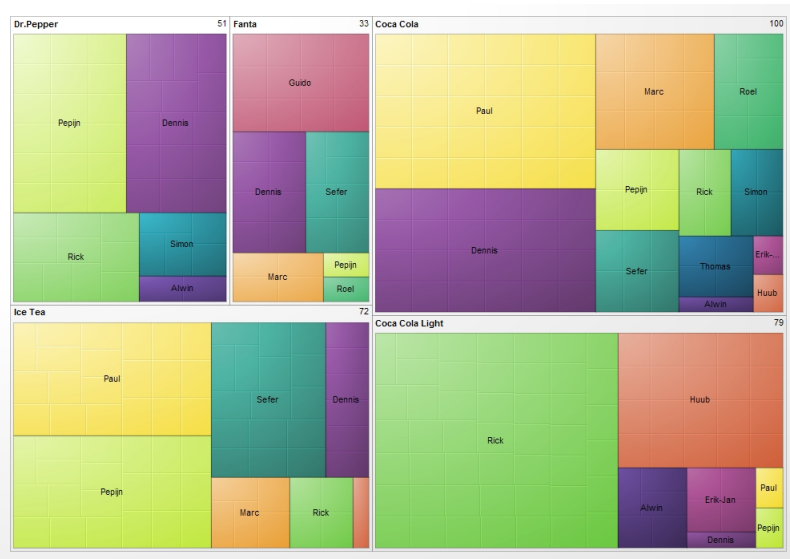 Dr.Pepper 51
Pepijn
Dennis
Rick
Simon
Alwin
Fanta 33
Guido
Dennis
Sefer
Marc
Pepijn
Roel
Coca Cola 100
Paul
Marc
Roel
Dennis
Pepijn
Rick
Simon
Sefer
Thomas
Erik-...
Huub
Alwin
Ice Tea 72
Paul
Sefer
Dennis
Pepijn
Marc
Rick
Coca Cola Light 79
Rick
Huub
Alwin
Erik-Jan
Paul
Dennis
Pepijn